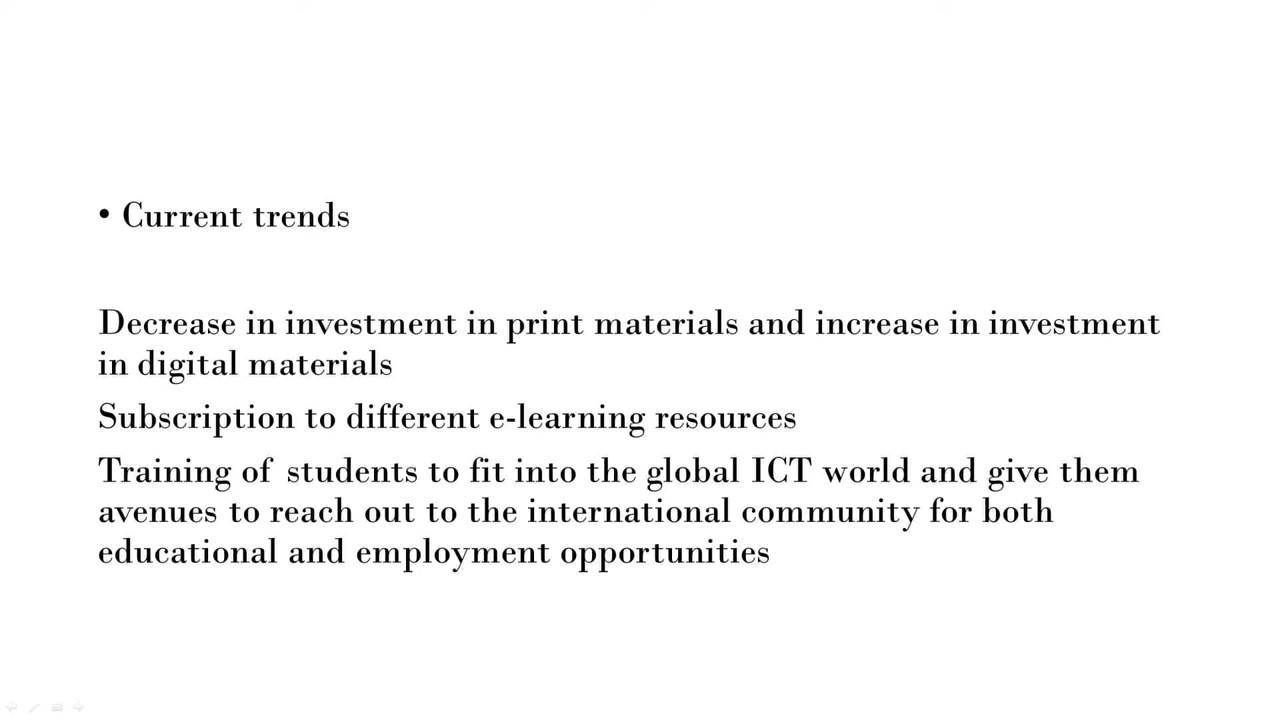 • Current trends
Decrease in investment in print materials and increase in investment
in digital materials
Subscription to different e-learning resources
Training of students to fit into the global ICT world and give them
avenues to reach out to the international community for both
educational and employment opportunities